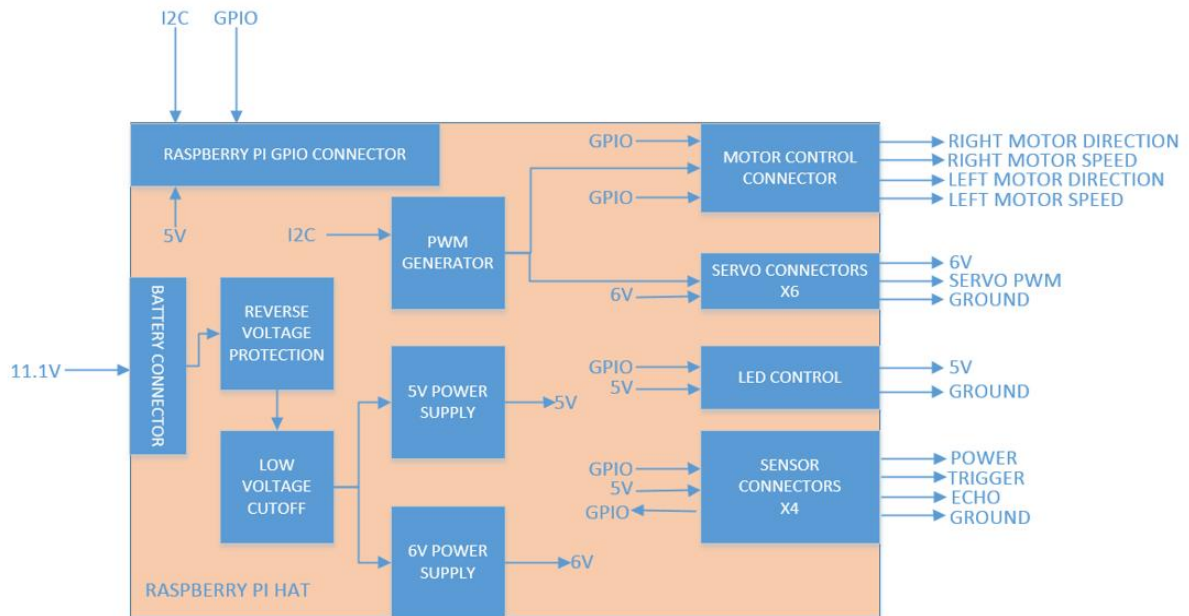 I2C
GPIO
RASPBERRY PI GPIO CONNECTOR
5V
BATTERY CONNECTOR
11.1V
REVERSE
VOLTAGE
PROTECTION
LOW
VOLTAGE
CUTOFF
I2C
PWM
GENERATOR
5V POWER
SUPPLY
5V
6V POWER
SUPPLY
6V
RASPBERRY PI HAT
GPIO
GPIO
MOTOR CONTROL
CONNECTOR
RIGHT MOTOR DIRECTION
RIGHT MOTOR SPEED
LEFT MOTOR DIRECTION
LEFT MOTOR SPEED
6V
SERVO CONNECTORS
X6
6V
SERVO PWM
GROUND
GPIO
5V
LED CONTROL
5V
GROUND
GPIO
5V
GPIO
SENSOR
CONNECTORS
X4
POWER
TRIGGER
ECHO
GROUND